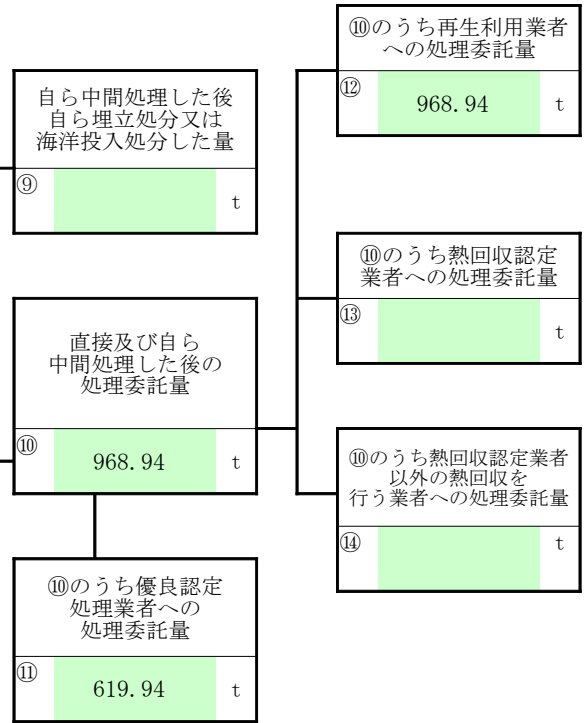 自ら中間処理した後
自ら埋立処分又は
海洋投入処分した量
⑨
t
直接及び自ら
中間処理した後の
処理委託量
⑩
968.94 t
⑩のうち優良認定
処理業者への
処理委託量
⑪
619.94 t
⑩のうち再生利用業者
への処理委託量
⑫
968.94 t
⑩のうち熱回収認定
業者への処理委託量
⑬
t
⑩のうち熱回収認定業者
以外の熱回収を
行う業者への処理委託量
⑭
t